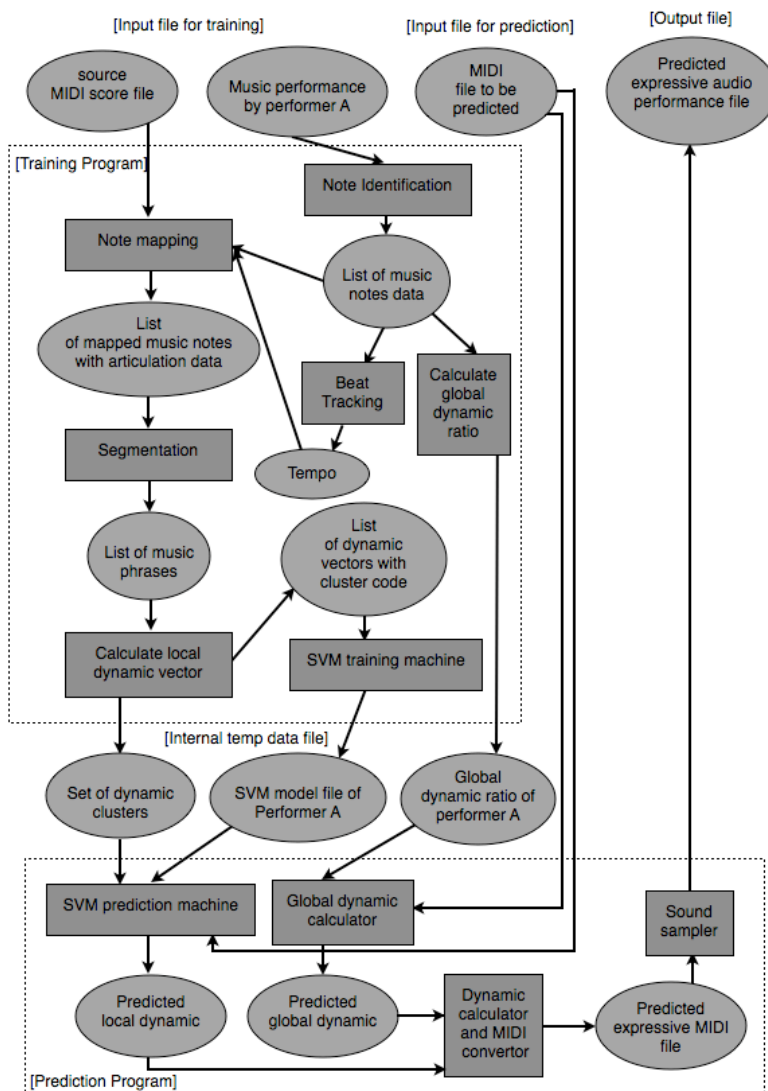 [Input file for training]
[Input file for prediction]
[Output file]
source
MIDI score file
Music performance
by performer A
MIDI
file to be
predicted
Predicted
expressive audio
performance file
[Training Program]
Note Identification
Note mapping
List of music
notes data
List
of mapped music notes
with articulation data
Beat
Tracking
Calculate
global
dynamic
ratio
Segmentation
Tempo
List of music
phrases
List
of dynamic
vectors with
cluster code
Calculate local
dynamic vector
SVM training machine
[Internal temp data file]
Set of dynamic
clusters
SVM model file of
Performer A
Global
dynamic ratio of
performer A
SVM prediction machine
Global dynamic
calculator
Sound
sampler
Predicted
local dynamic
Predicted
global dynamic
Dynamic
calculator
and MIDI
convertor
Predicted
expressive MIDI
file
[Prediction Program]